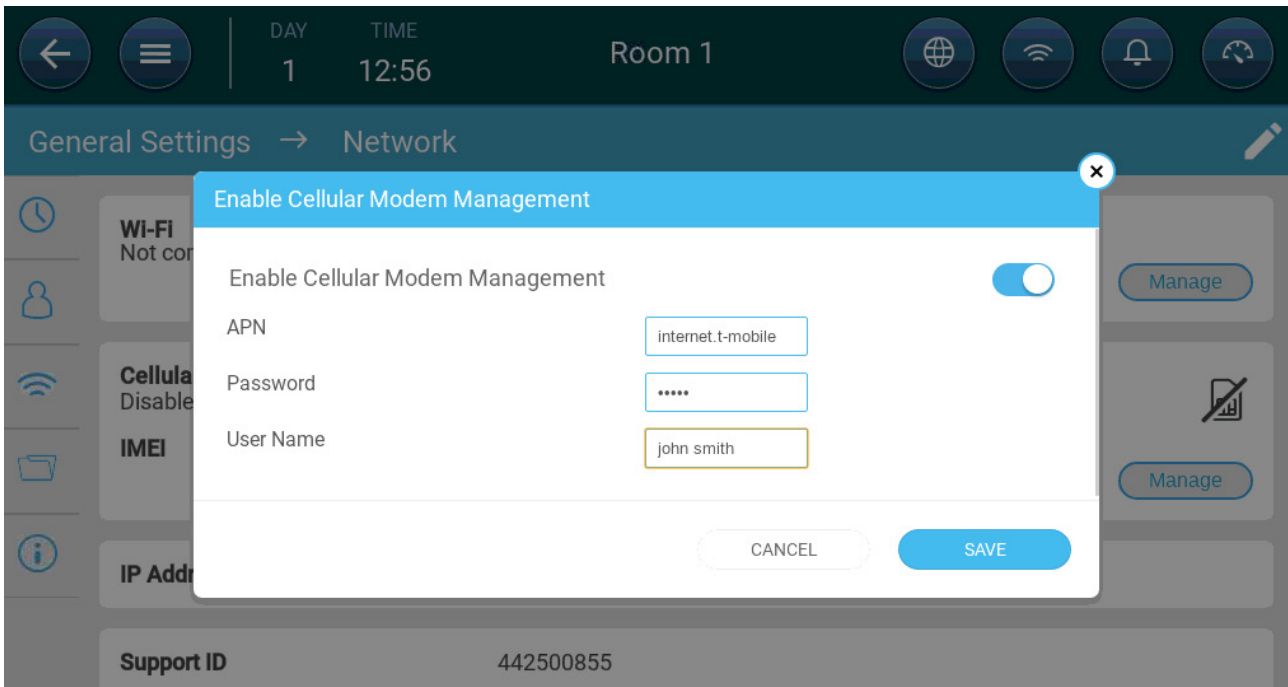 DAY TIME
1 12:56 Room 1
General Settings → Network
Enable Cellular Modem Management
Wi-Fi
Not con
Enable Cellular Modem Management
Manage
APN internet.t-mobile
Cellula
Disable
Password •••••
IMEI
User Name john smith
Manage
CANCEL SAVE
IP Addr
Support ID 442500855